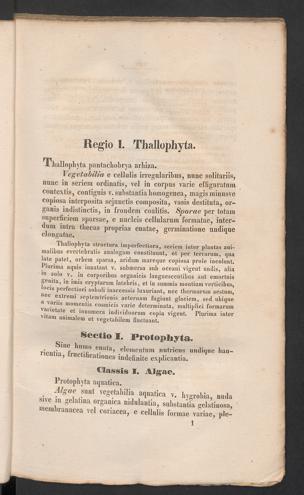 Regio I. Thallophyta.
Thallophyta pantachobrya arhiza.
Vegetabilia e cellulis irregularibus, nunc solitariis,
nunc in seriem ordinatis, vel in corpus varie effiguratum
contextis, contiguis v. substantia homogenea, magis minusve
copiosa interposita sejunctis composita, vasis destituta, or-
ganis indistinctis, in frondem coalitis. Sporae per totam
superficiem sparsae, e nucleis cellularum formatae, inter-
dum intra thecas proprias enatae, germinatione undique
elongatae.
Thallophyta structura imperfectiora, seriem inter plantas ani-
malibus evertebratis analogam constituunt, et per terrarum, qua
late patet, orbem sparsa, aridum mareque copiosa prole incolunt.
Plurima aquis innatant v. submersa sub oceani vigent undis, alia
in solo v. in corporibus organicis languescentibus aut emortuis
genita, in imis cryptarum latebris, et in summis montium verticibus,
locis perfectiori soboli inaccensis luxuriant, nec thermarum aestum,
nec extremi septemtrionis aeternam fugiunt glaciem, sed ubique
a variis momentis cosmicis varie determinata, multiplici formarum
varietate et innumera individuorum copia vigent. Plurima inter
vitam animalem et vegetabilem fluctuant.
Sectio I. Protophyta.
Sine humo enata, elementum nutriens undique hau-
rientia, fructificationes indefinite explicantia.
Classis I. Algae.
Protophyta aquatica.
Algae sunt vegetabilia aquatica v. hygrobia, nuda
sive in gelatina organica nidulantia, substantia gelatinosa,
membranacea vel coriacea, e cellulis formae variae, ple-
1